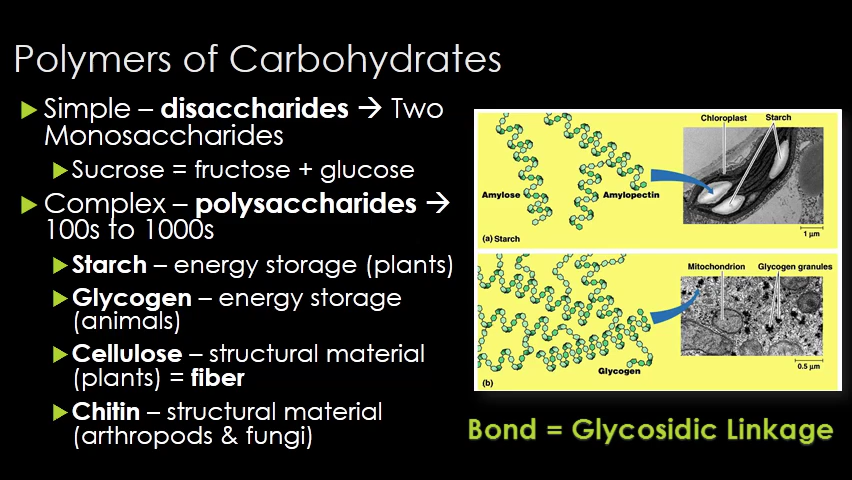 Polymers of Carbohydrates
▶ Simple – disaccharides → Two
Monosaccharides
▶ Sucrose = fructose + glucose
▶ Complex – polysaccharides →
100s to 1000s
▶ Starch – energy storage (plants)
▶ Glycogen – energy storage
(animals)
▶ Cellulose – structural material
(plants) = fiber
▶ Chitin – structural material
(arthropods & fungi)
Chloroplast Starch
Amylose Amylopectin
1 μm
(a) Starch
Mitochondrion Glycogen granules
0.5 μm
Glycogen
(b)
Bond = Glycosidic Linkage